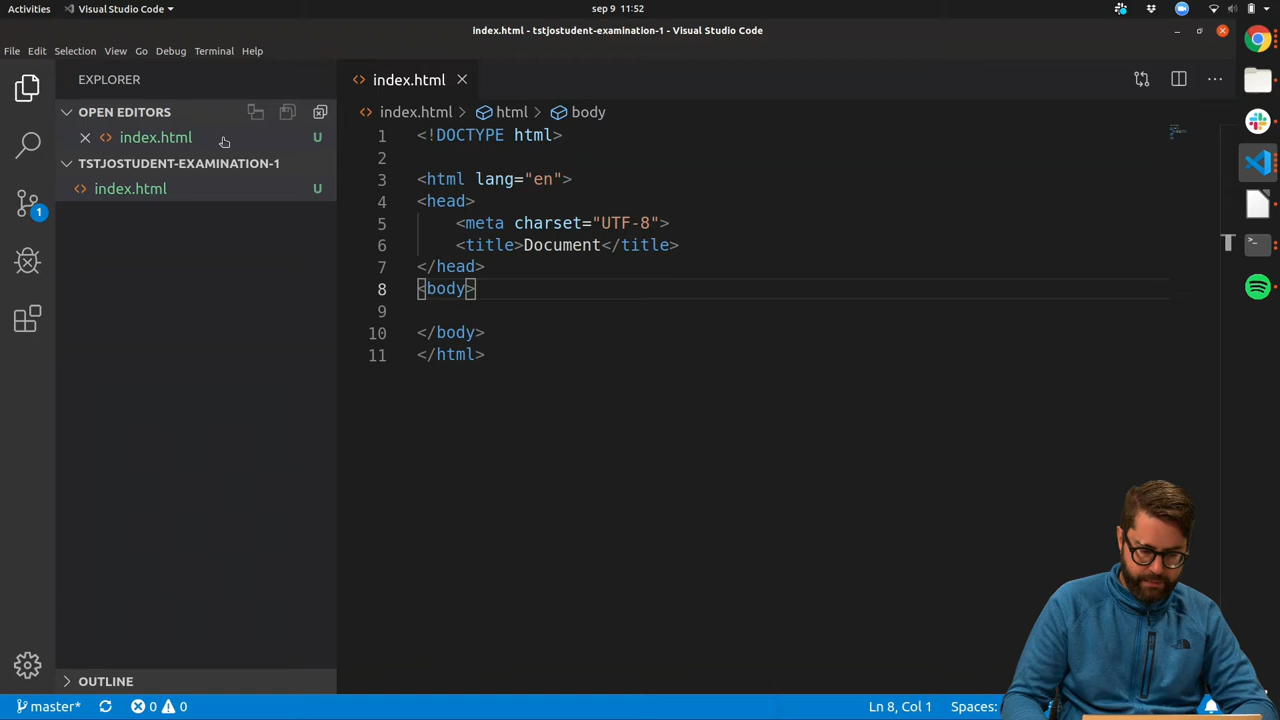 Activities Visual Studio Code sep 9 11:52
index.html - tstjostudent-examination-1 - Visual Studio Code
File Edit Selection View Go Debug Terminal Help
EXPLORER
OPEN EDITORS
index.html U
TSTJOSTUDENT-EXAMINATION-1
index.html U
1
OUTLINE
index.html
index.html > html > body
1 <!DOCTYPE html>
2
3 <html lang="en">
4 <head>
5 <meta charset="UTF-8">
6 <title>Document</title>
7 </head>
8 <body>
9
10 </body>
11 </html>
master* 0 0 Ln 8, Col 1 Spaces: